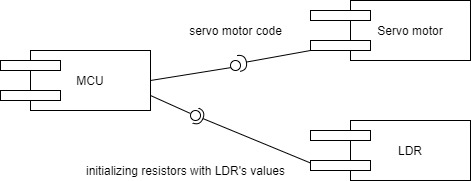 servo motor code
Servo motor
MCU
LDR
initializing resistors with LDR's values